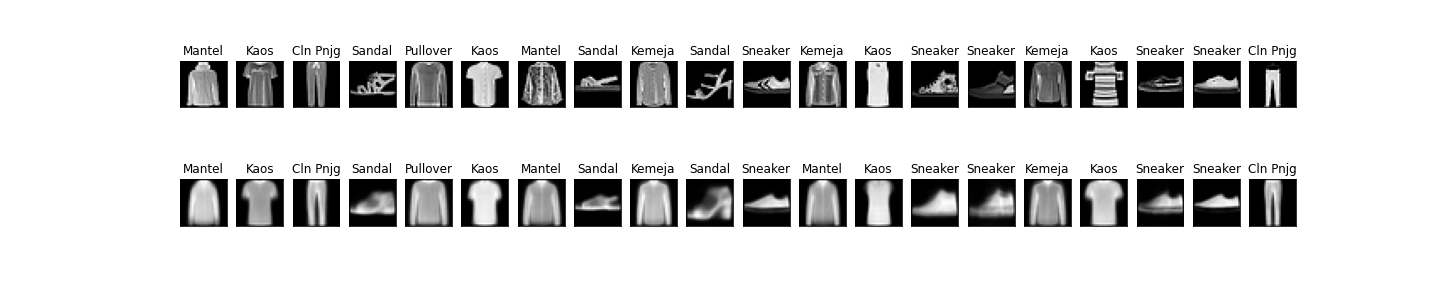 Mantel Kaos Cln Pnjg Sandal Pullover Kaos Mantel Sandal Kemeja Sandal Sneaker Kemeja Kaos Sneaker Sneaker Kemeja Kaos Sneaker Sneaker Cln Pnjg
Mantel Kaos Cln Pnjg Sandal Pullover Kaos Mantel Sandal Kemeja Sandal Sneaker Mantel Kaos Sneaker Sneaker Kemeja Kaos Sneaker Sneaker Cln Pnjg